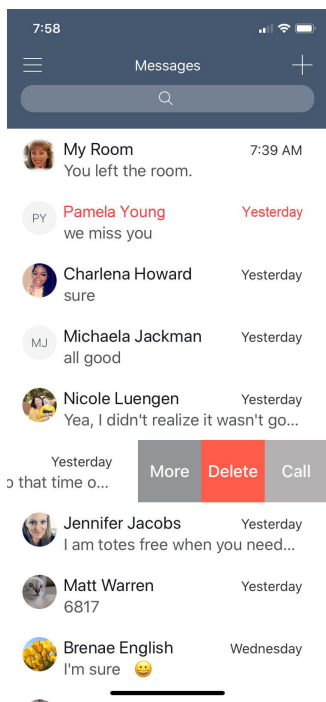 7:58
Messages
My Room 7:39 AM
You left the room.
PY Pamela Young Yesterday
we miss you
Charlena Howard Yesterday
sure
MJ Michaela Jackman Yesterday
all good
Nicole Luengen Yesterday
Yea, I didn't realize it wasn't go...
Yesterday More Delete Call
that time o...
Jennifer Jacobs Yesterday
I am totes free when you need...
Matt Warren Yesterday
6817
Brenae English Wednesday
I'm sure 😀